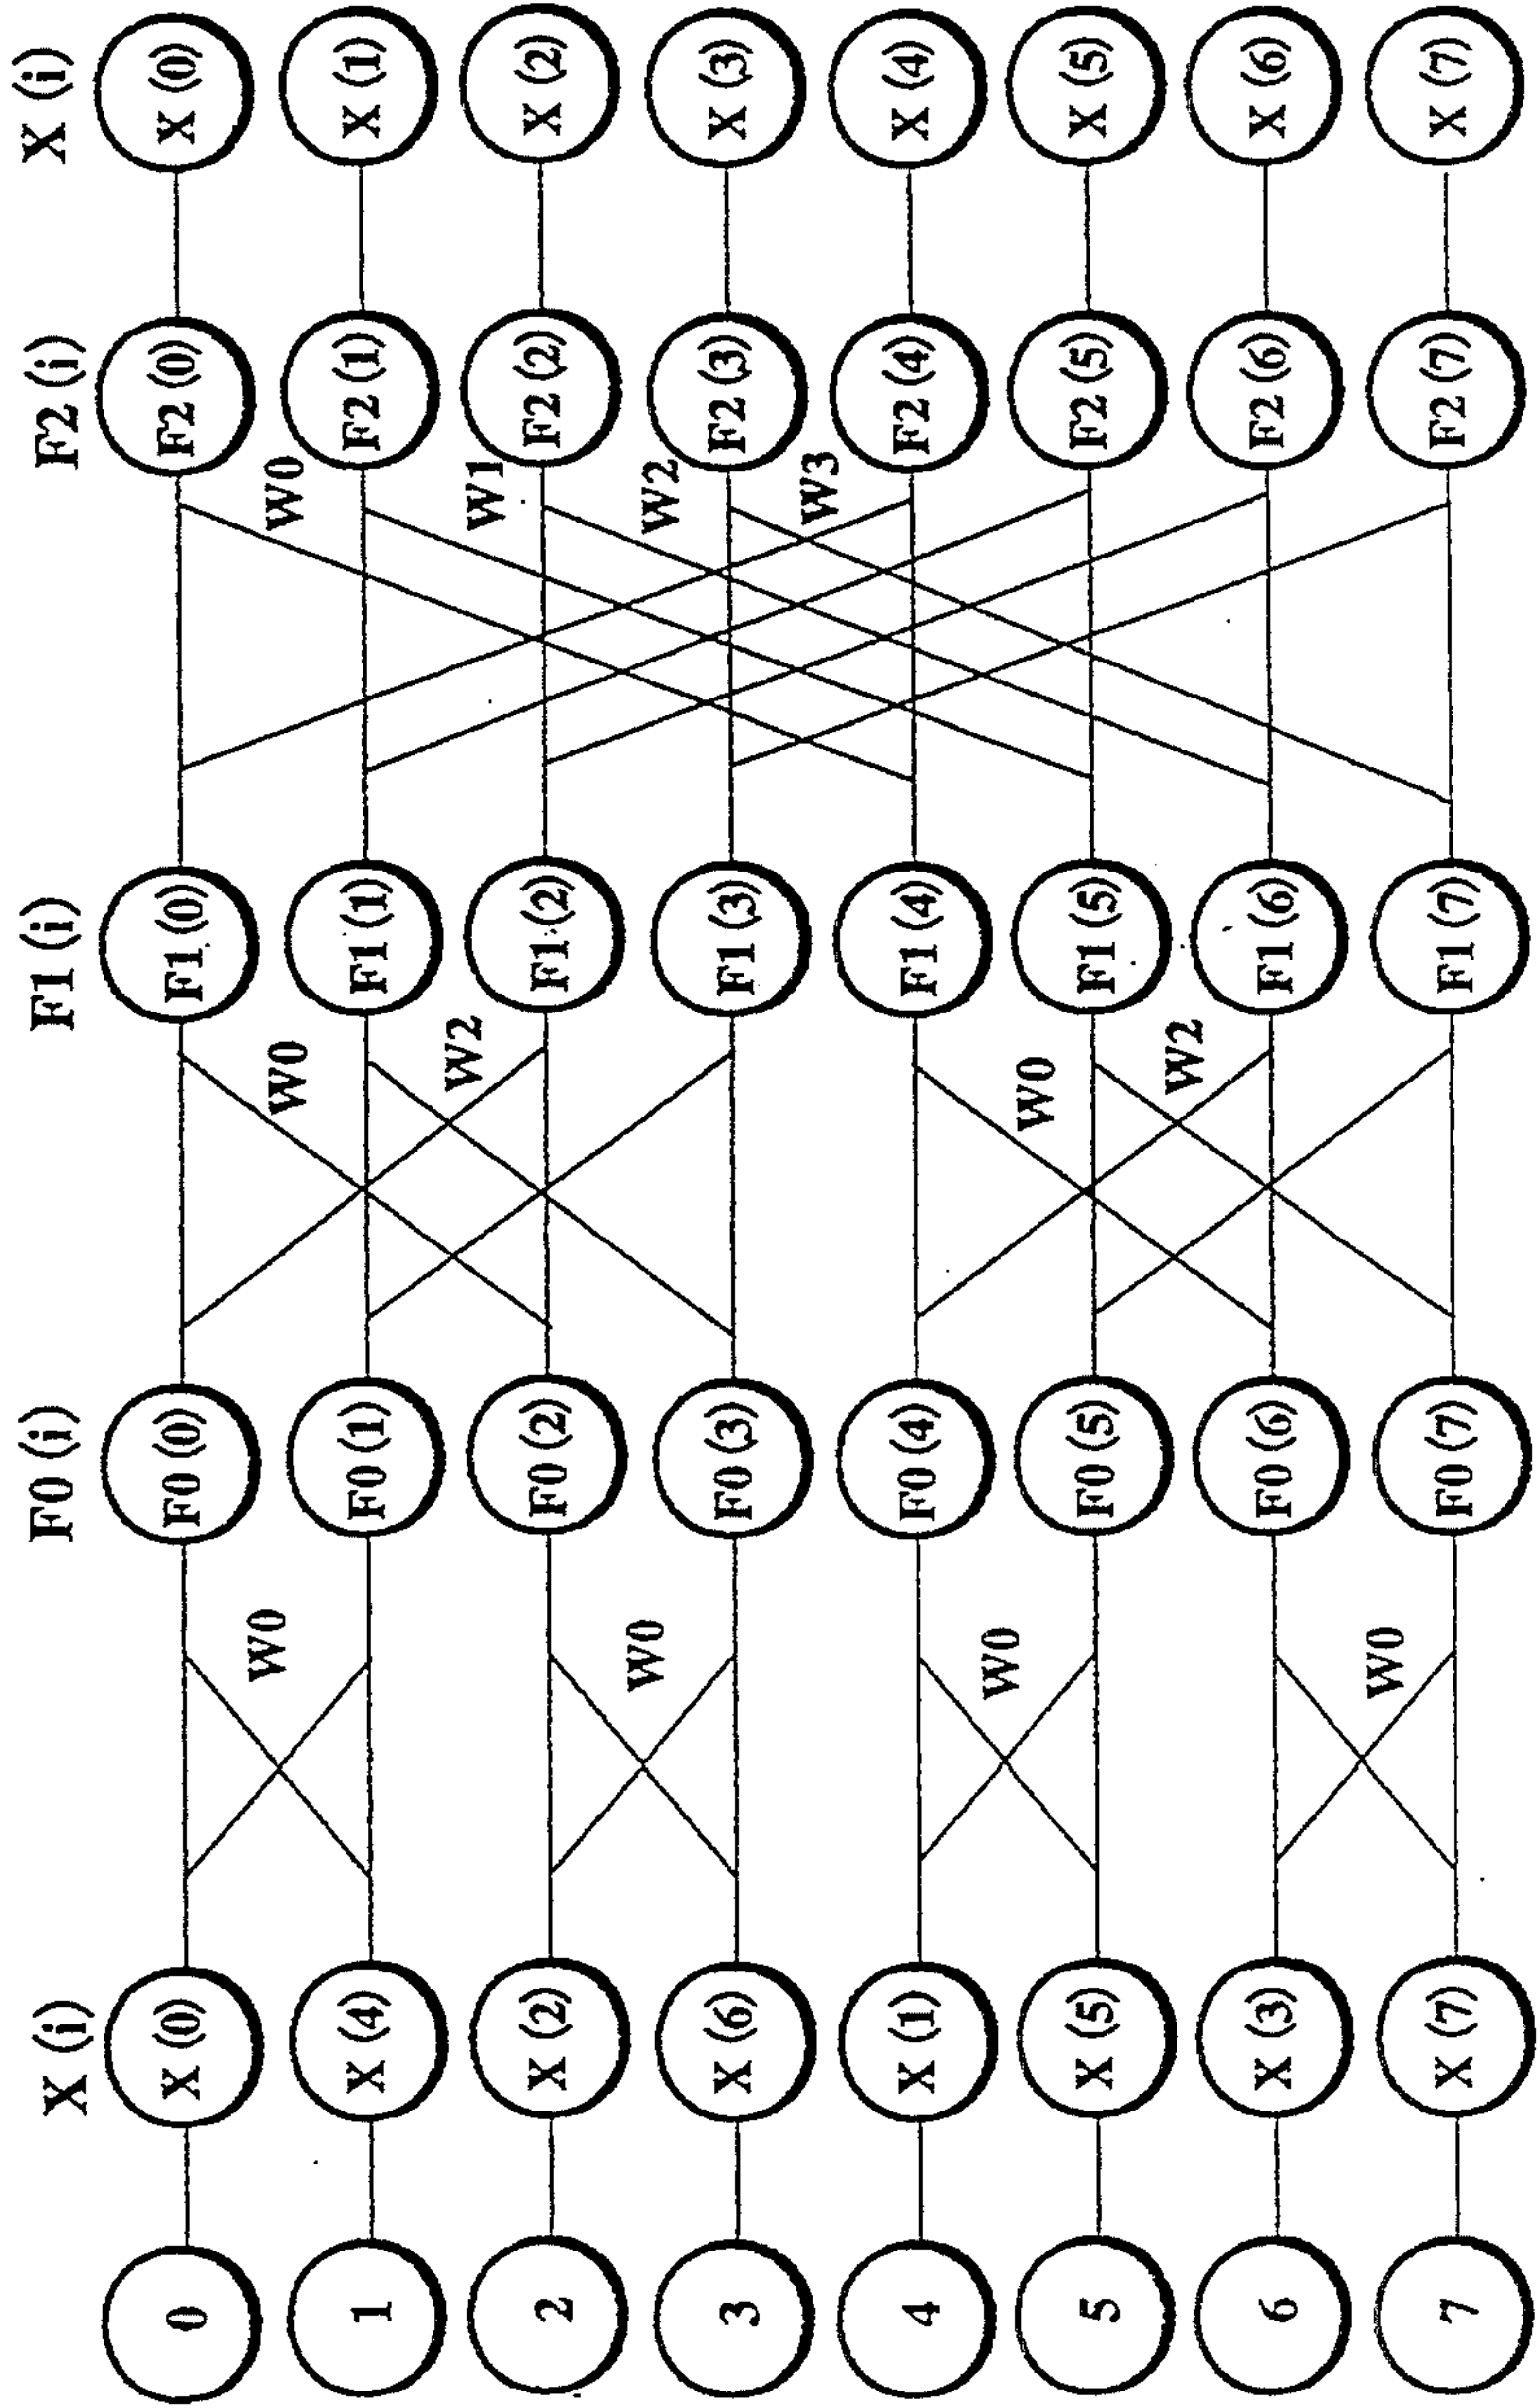 X (i) F0 (i) F1 (i) F2 (i) X (i)
0 X (0) F0 (0) F1 (0) F2 (0) X (0)
W0 W0 W0
1 X (4) F0 (1) F1 (1) F2 (1) X (1)
W2 W1
2 X (2) F0 (2) F1 (2) F2 (2) X (2)
W0 W2
3 X (6) F0 (3) F1 (3) F2 (3) X (3)
W3
4 X (1) F0 (4) F1 (4) F2 (4) X (4)
W0 W0
5 X (5) F0 (5) F1 (5) F2 (5) X (5)
W2
6 X (3) F0 (6) F1 (6) F2 (6) X (6)
W0
7 X (7) F0 (7) F1 (7) F2 (7) X (7)